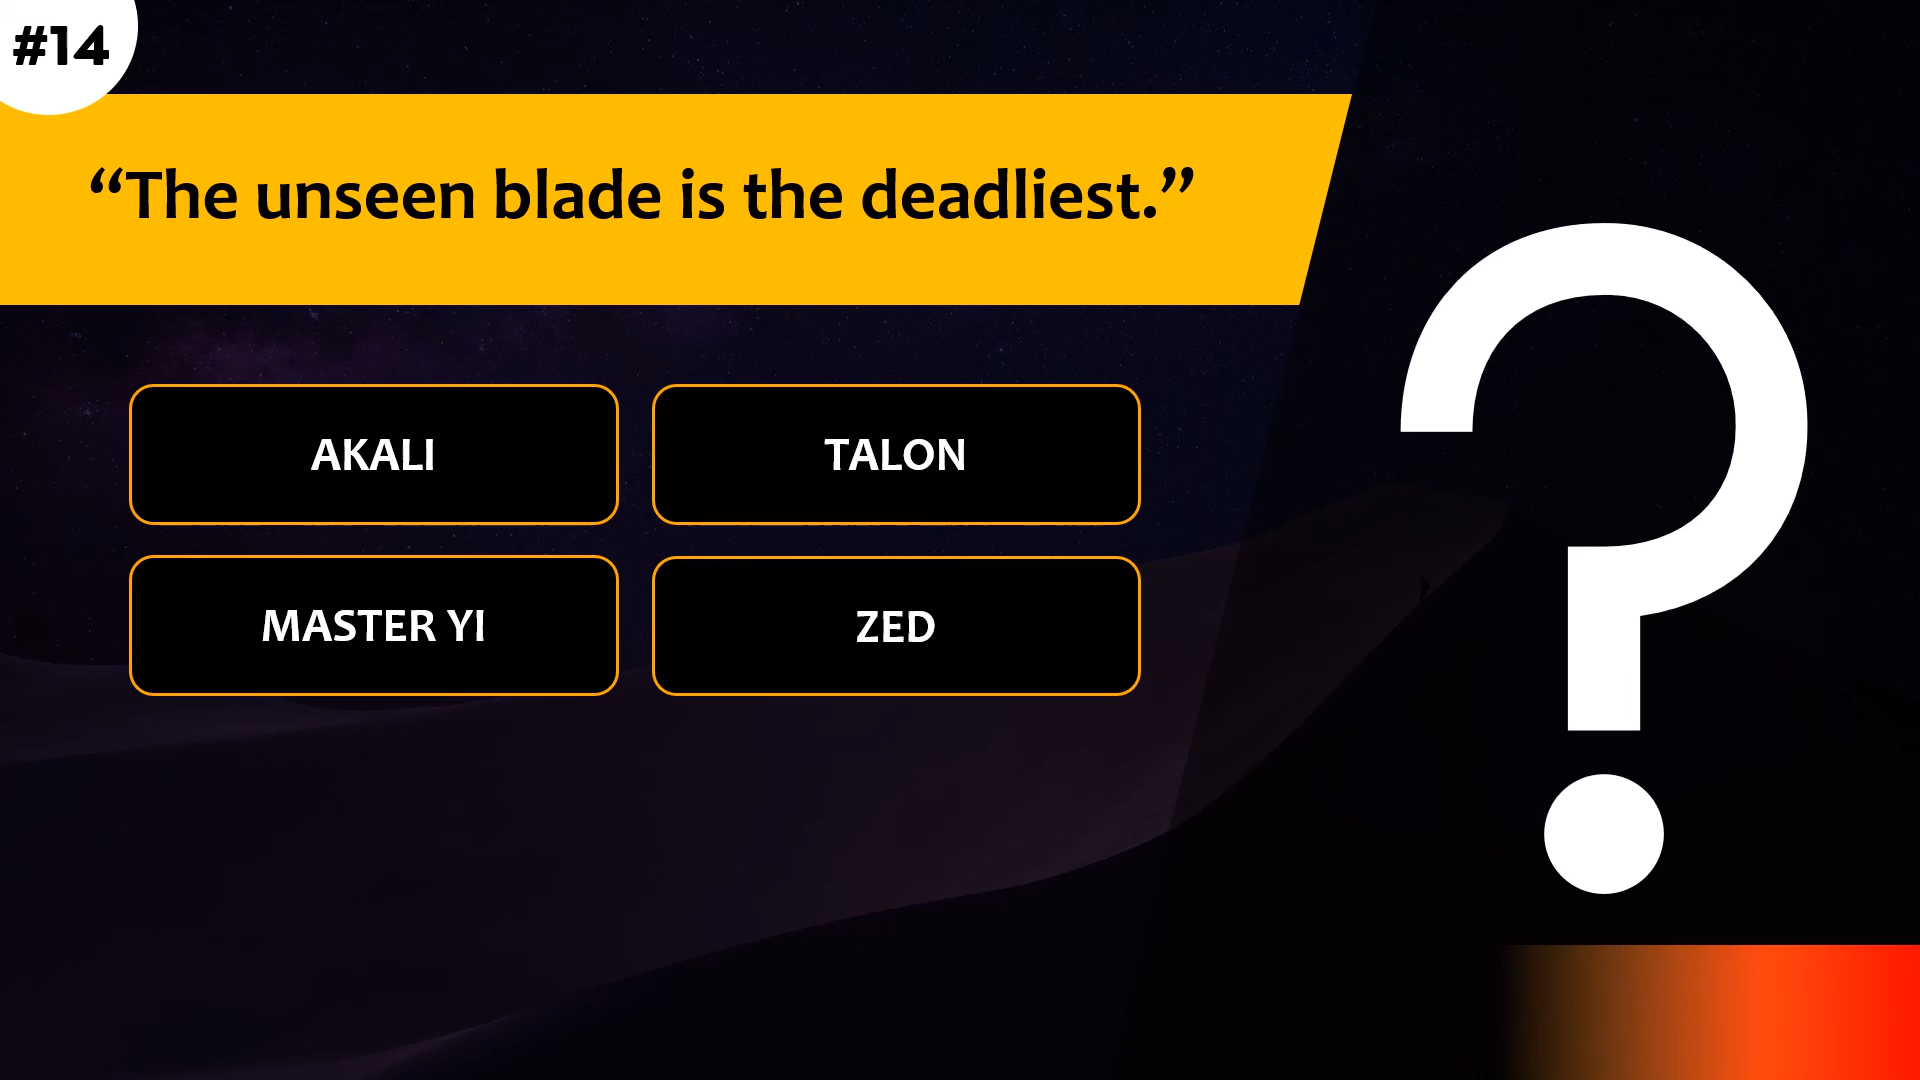 #14
“The unseen blade is the deadliest.”
AKALI
TALON
MASTER YI
ZED